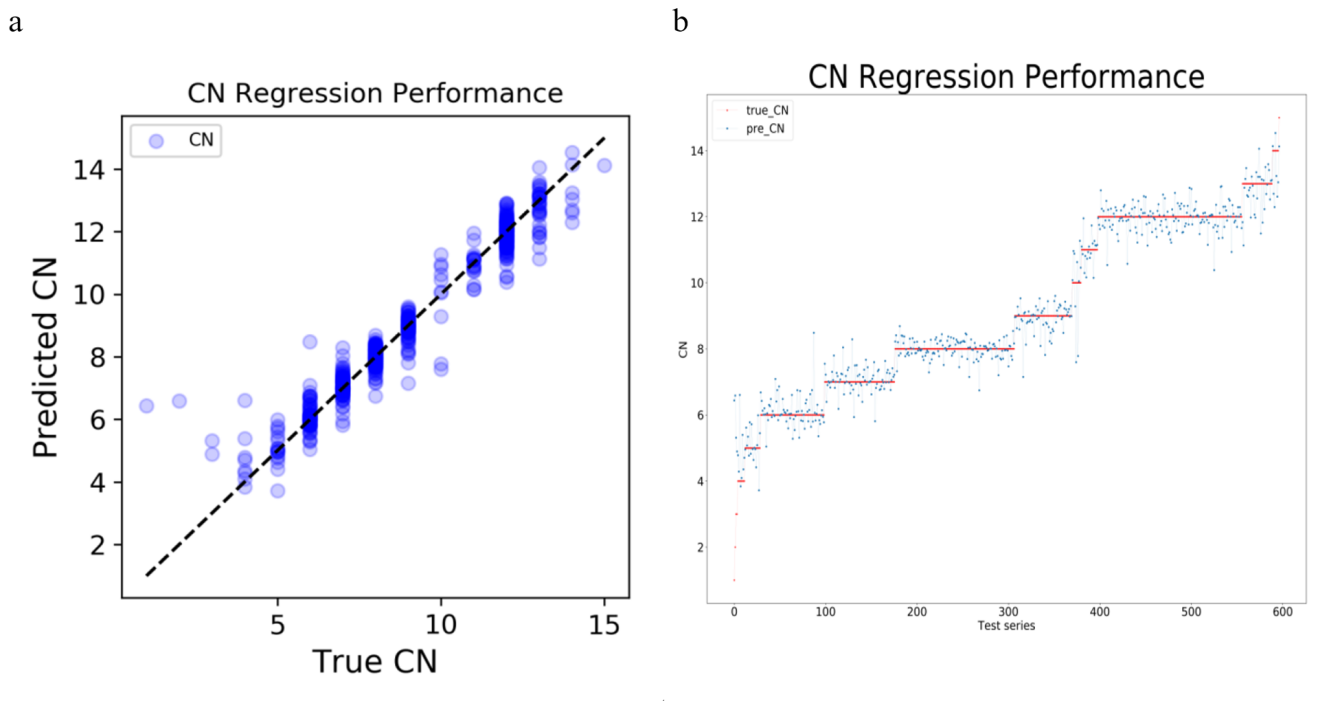 a
b
CN Regression Performance
CN
14
12
10
8
6
4
2
Predicted CN
5
10
15
True CN
CN Regression Performance
true_CN
pre_CN
14
12
10
8
6
4
2
CN
0
100
200
300
400
500
600
Test series